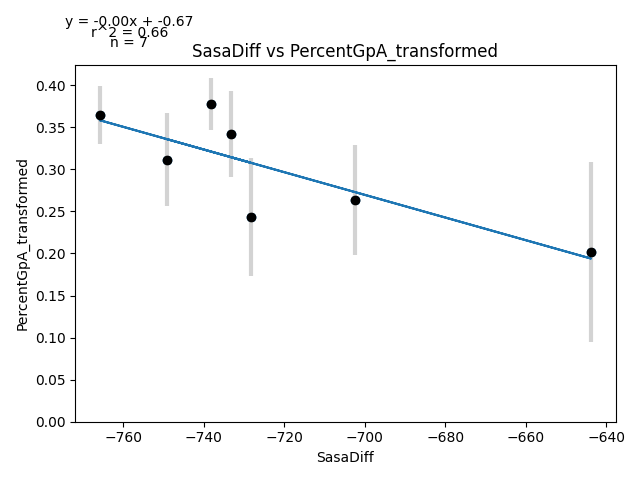 y = -0.00x + -0.67
r^2 = 0.66
n = 7
SasaDiff vs PercentGpA_transformed
PercentGpA_transformed
0.40
0.35
0.30
0.25
0.20
0.15
0.10
0.05
0.00
−760 −740 −720 −700 −680 −660 −640
SasaDiff